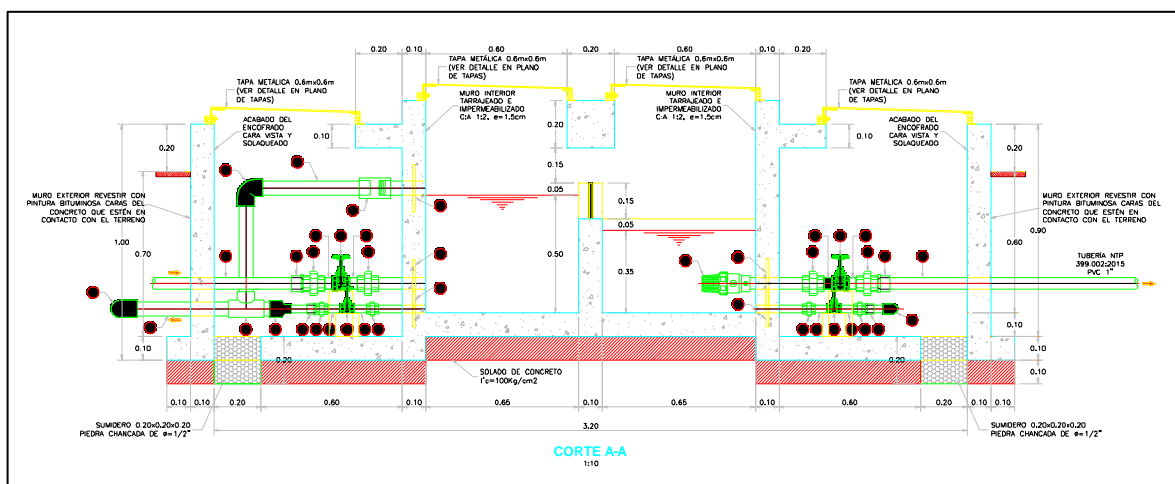 0.20
0.10
0.60
0.20
0.60
0.10
0.20
TAPA METÁLICA 0.6mx0.6m
(VER DETALLE EN PLANO
DE TAPAS)
TAPA METÁLICA 0.6mx0.6m
(VER DETALLE EN PLANO
DE TAPAS)
TAPA METÁLICA 0.6mx0.6m
(VER DETALLE EN PLANO
DE TAPAS)
TAPA METÁLICA 0.6mx0.6m
(VER DETALLE EN PLANO
DE TAPAS)
MURO INTERIOR
TARRAJEADO E
IMPERMEABILIZADO
C:A 1:2, e=1.5cm
MURO INTERIOR
TARRAJEADO E
IMPERMEABILIZADO
C:A 1:2, e=1.5cm
ACABADO DEL
ENCOFRADO
CARA VISTA Y
SOLAQUEADO
ACABADO DEL
ENCOFRADO
CARA VISTA Y
SOLAQUEADO
0.10
0.20
0.10
0.20
0.20
0.15
0.05
0.15
0.05
0.50
0.35
MURO EXTERIOR REVESTIR CON
PINTURA BITUMINOSA CARAS DEL
CONCRETO QUE ESTÉN EN
CONTACTO CON EL TERRENO
MURO EXTERIOR REVESTIR CON
PINTURA BITUMINOSA CARAS DEL
CONCRETO QUE ESTÉN EN
CONTACTO CON EL TERRENO
1.00
0.70
0.60
0.90
TUBERÍA NTP
399.002:2015
PVC 1"
0.10
0.10
0.10
0.10
0.20
0.20
SOLADO DE CONCRETO
f'c=100Kg/cm2
0.10
0.10
0.20
0.60
0.10
0.65
0.10
0.65
0.10
0.60
0.20
0.10
0.10
SUMIDERO 0.20x0.20x0.20
PIEDRA CHANCADA DE ø=1/2"
3.20
SUMIDERO 0.20x0.20x0.20
PIEDRA CHANCADA DE ø=1/2"
CORTE A-A
1:10